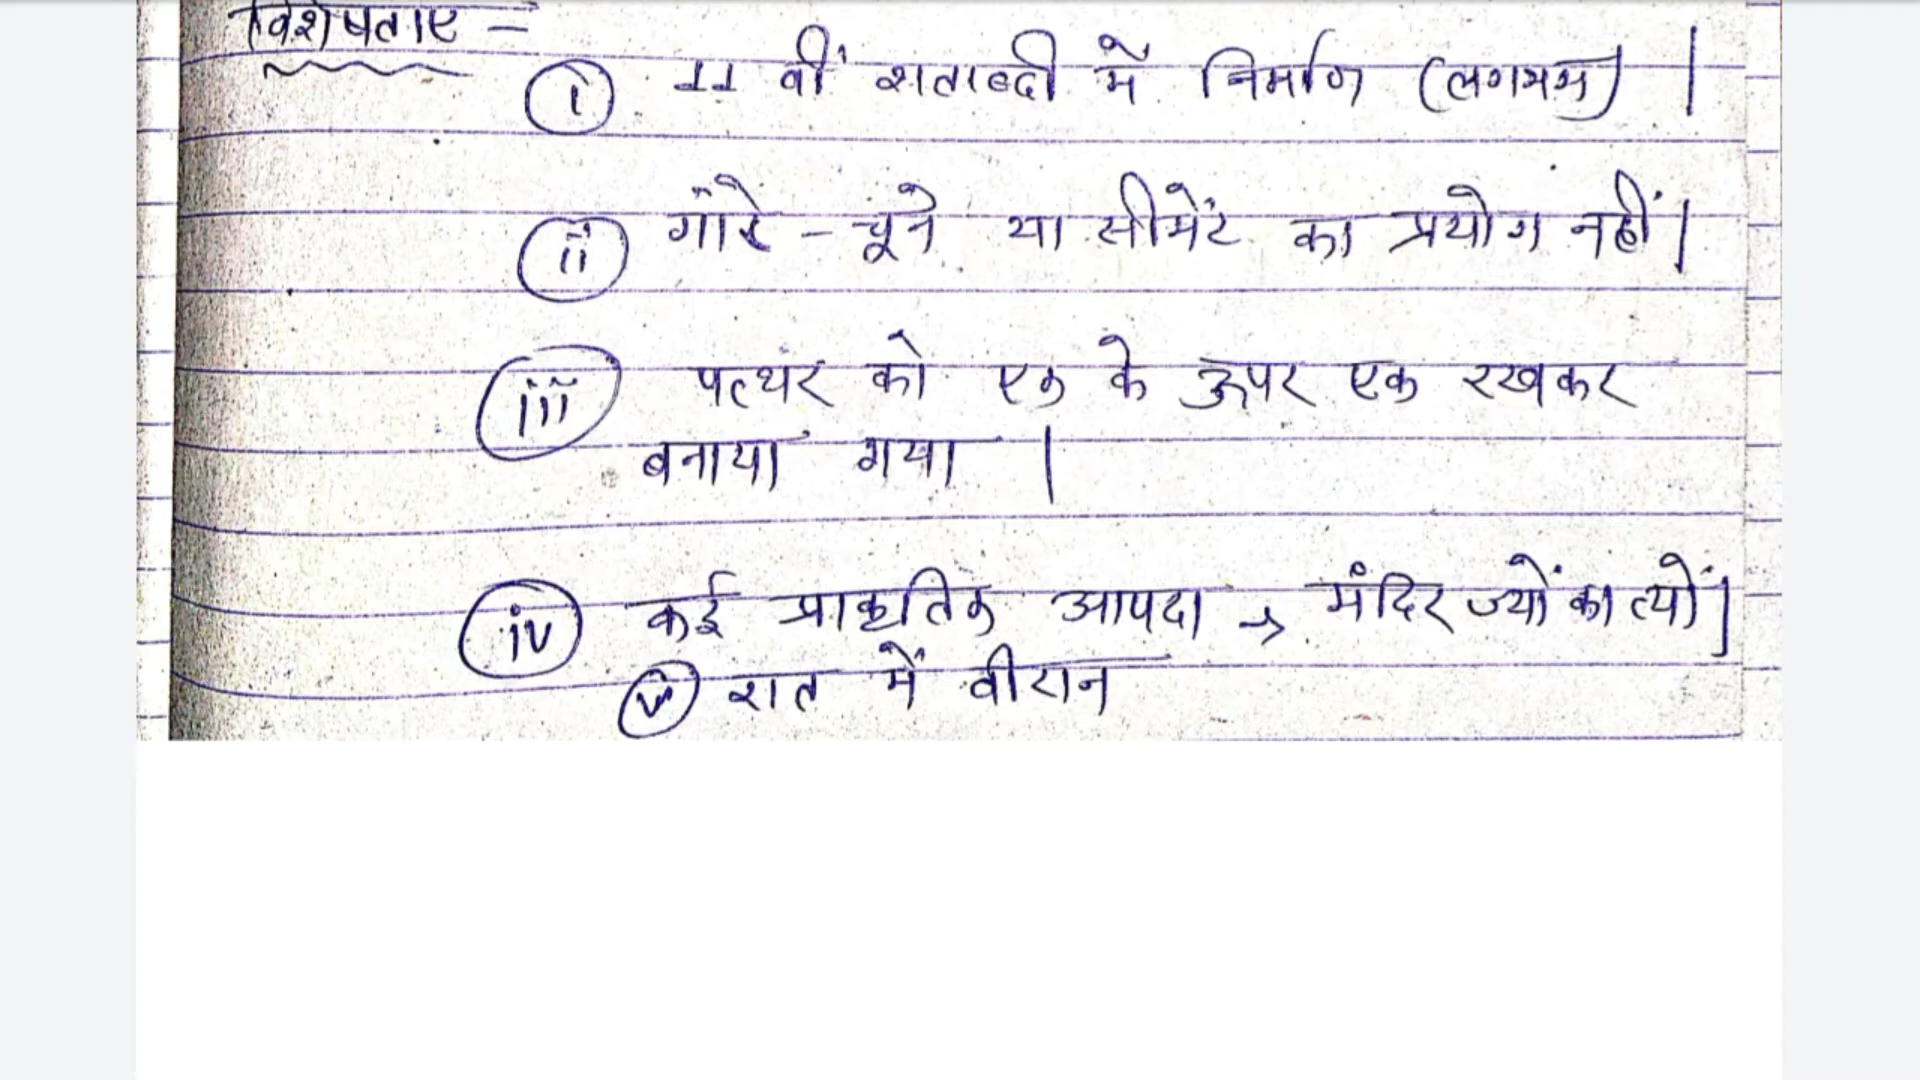 विशेषताए -
(i) 11 वीं शताब्दी में निर्माण (लगभग) |
(ii) गारे - चूने या सीमेंट का प्रयोग नहीं |
(iii) पत्थर को एक के ऊपर एक रखकर
बनाया गया |
(iv) कई प्राकृतिक आपदा → मंदिर ज्यों का त्यों |
(v) रात में वीरान